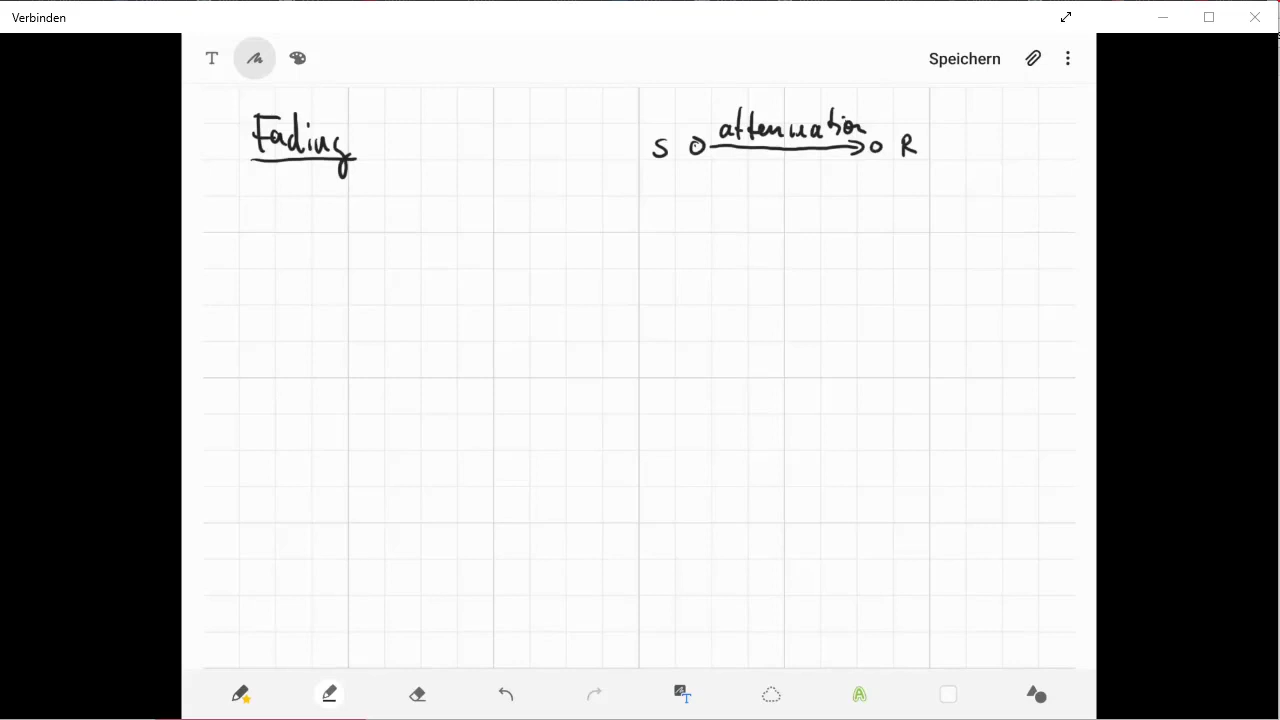 Verbinden
Speichern
Fading
attenuation
S R